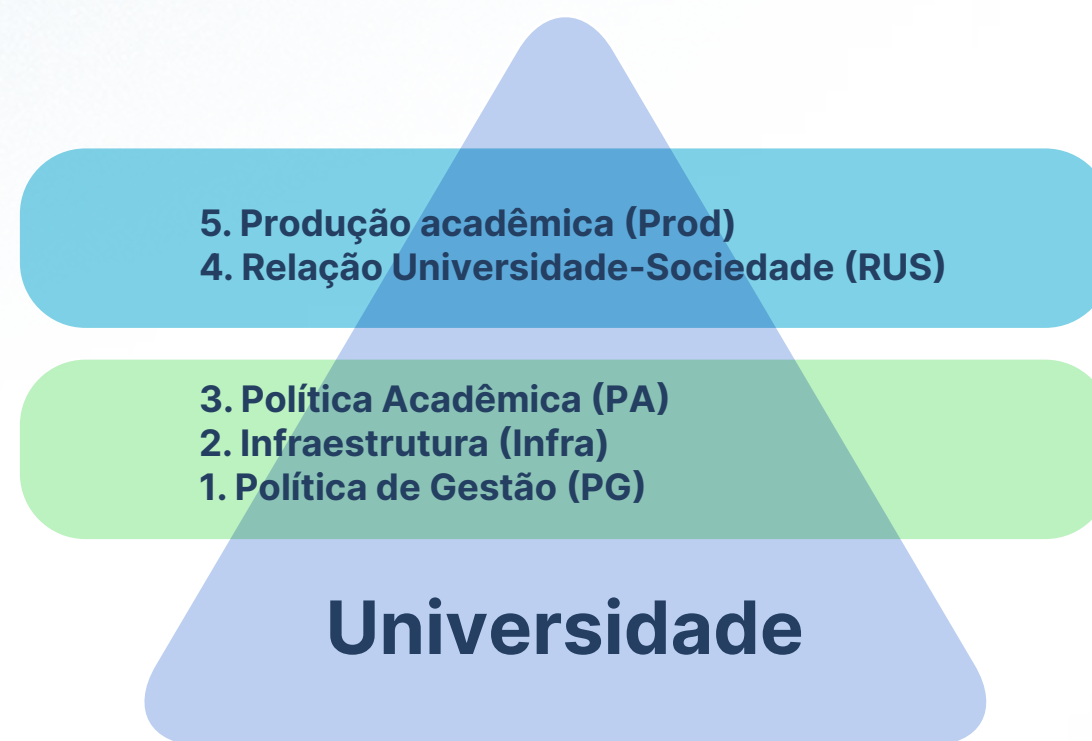 5. Produção acadêmica (Prod)
4. Relação Universidade-Sociedade (RUS)
3. Política Acadêmica (PA)
2. Infraestrutura (Infra)
1. Política de Gestão (PG)
Universidade